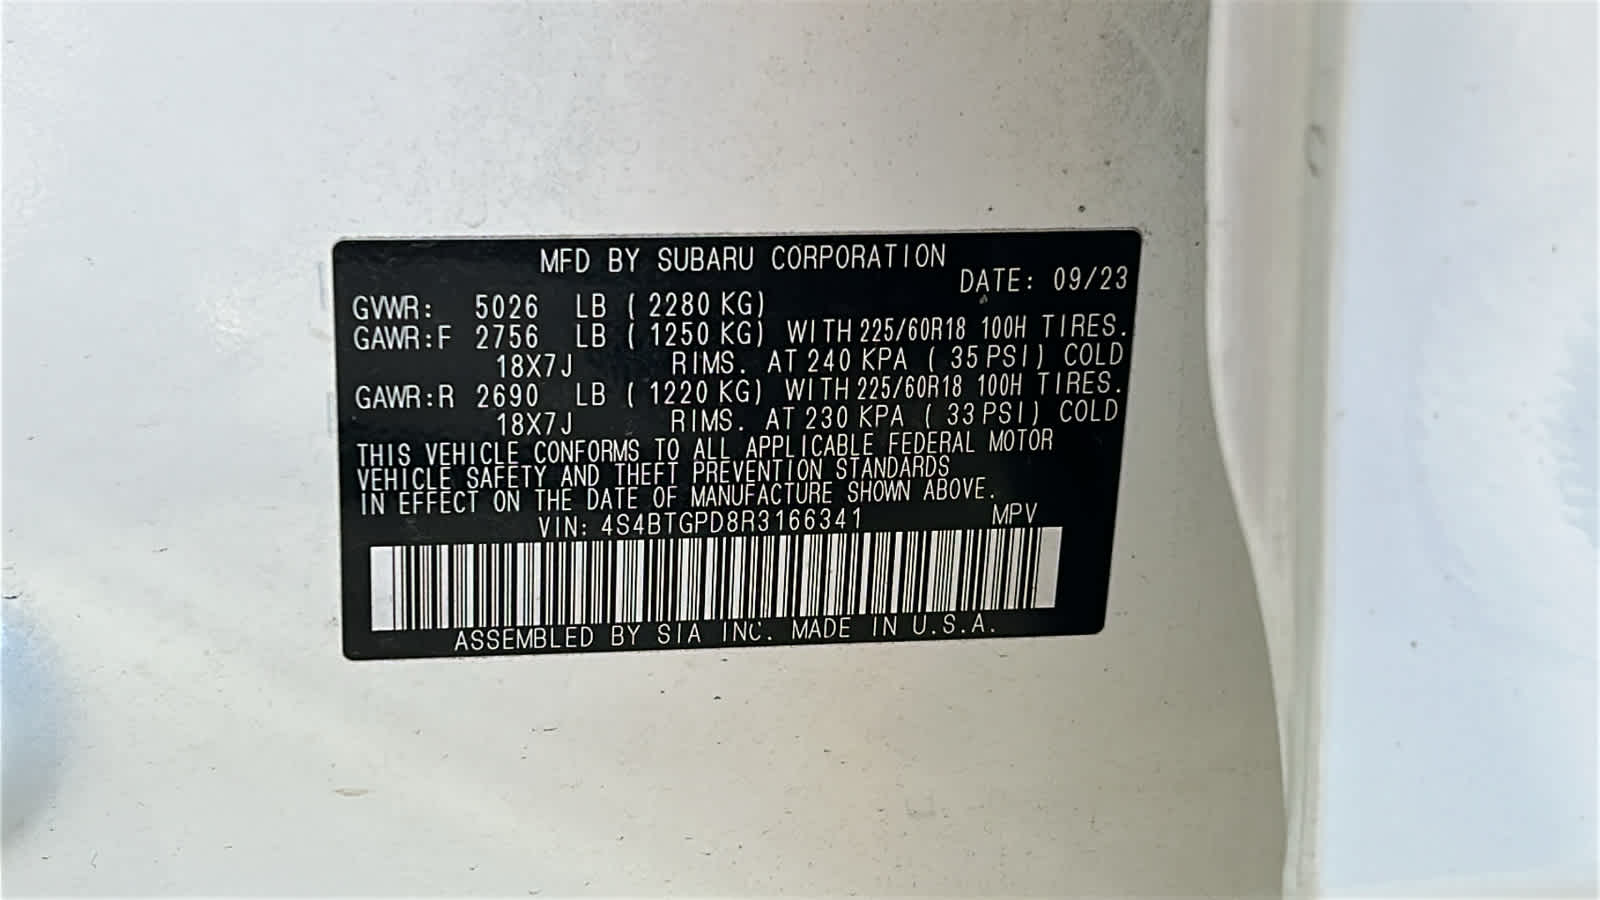 MFD BY SUBARU CORPORATION
DATE: 09/23
GVWR: 5026 LB ( 2280 KG)
GAWR:F 2756 LB ( 1250 KG) WITH 225/60R18 100H TIRES.
18X7J RIMS. AT 240 KPA ( 35 PSI) COLD
GAWR:R 2690 LB ( 1220 KG) WITH 225/60R18 100H TIRES.
18X7J RIMS. AT 230 KPA ( 33 PSI) COLD
THIS VEHICLE CONFORMS TO ALL APPLICABLE FEDERAL MOTOR
VEHICLE SAFETY AND THEFT PREVENTION STANDARDS
IN EFFECT ON THE DATE OF MANUFACTURE SHOWN ABOVE.
VIN: 4S4BTGPD8R3166341 MPV
ASSEMBLED BY SIA INC. MADE IN U.S.A.